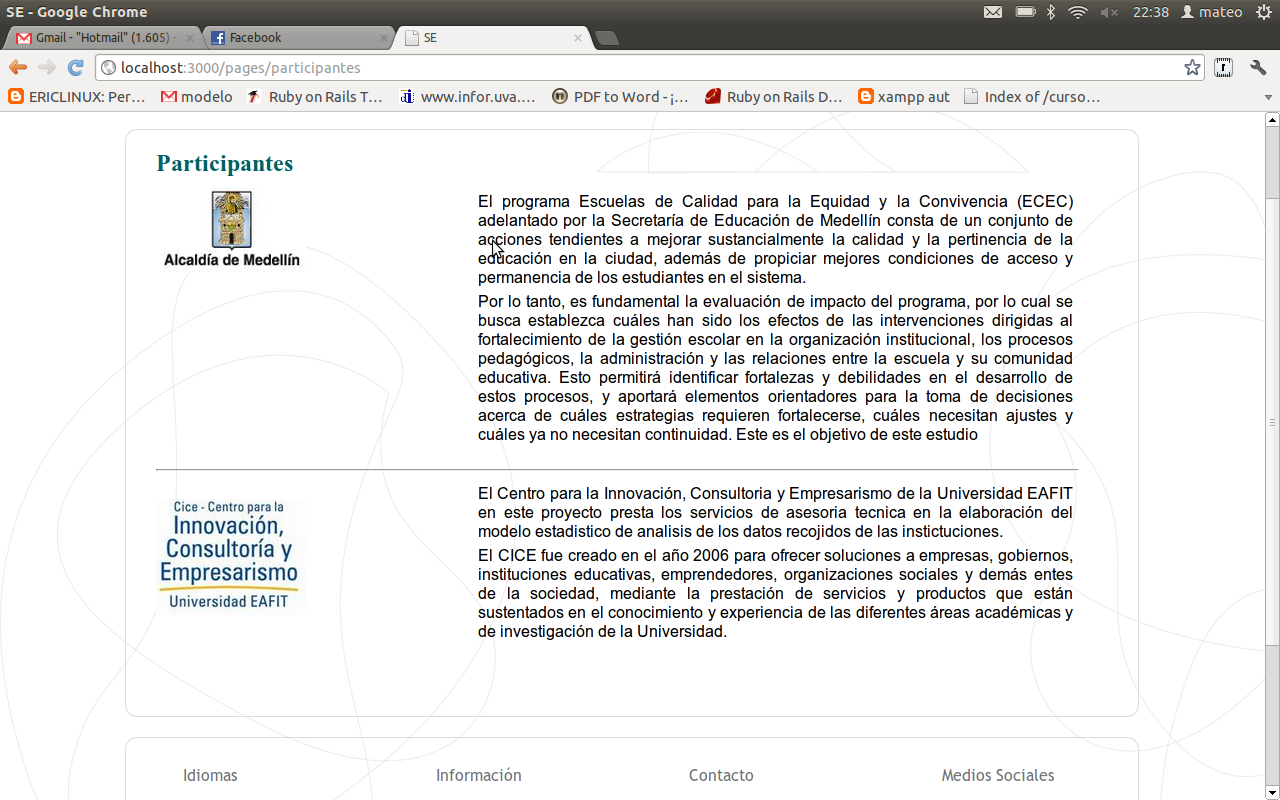 SE - Google Chrome
22:38 mateo
Gmail - "Hotmail" (1.605) -
Facebook
SE
localhost:3000/pages/participantes
ERICLINUX: Per... modelo Ruby on Rails T... www.infor.uva.... PDF to Word - ¡... Ruby on Rails D... xampp aut Index of /curso...
Participantes
Alcaldía de Medellín
El programa Escuelas de Calidad para la Equidad y la Convivencia (ECEC)
adelantado por la Secretaría de Educación de Medellín consta de un conjunto de
acciones tendientes a mejorar sustancialmente la calidad y la pertinencia de la
educación en la ciudad, además de propiciar mejores condiciones de acceso y
permanencia de los estudiantes en el sistema.
Por lo tanto, es fundamental la evaluación de impacto del programa, por lo cual se
busca establezca cuáles han sido los efectos de las intervenciones dirigidas al
fortalecimiento de la gestión escolar en la organización institucional, los procesos
pedagógicos, la administración y las relaciones entre la escuela y su comunidad
educativa. Esto permitirá identificar fortalezas y debilidades en el desarrollo de
estos procesos, y aportará elementos orientadores para la toma de decisiones
acerca de cuáles estrategias requieren fortalecerse, cuáles necesitan ajustes y
cuáles ya no necesitan continuidad. Este es el objetivo de este estudio
Cice - Centro para la
Innovación,
Consultoría y
Empresarismo
Universidad EAFIT
El Centro para la Innovación, Consultoria y Empresarismo de la Universidad EAFIT
en este proyecto presta los servicios de asesoria tecnica en la elaboración del
modelo estadistico de analisis de los datos recojidos de las instictuciones.
El CICE fue creado en el año 2006 para ofrecer soluciones a empresas, gobiernos,
instituciones educativas, emprendedores, organizaciones sociales y demás entes
de la sociedad, mediante la prestación de servicios y productos que están
sustentados en el conocimiento y experiencia de las diferentes áreas académicas y
de investigación de la Universidad.
Idiomas Información Contacto Medios Sociales